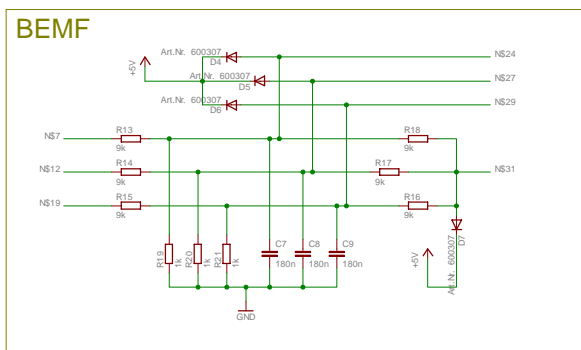 BEMF
Art.Nr. 600307
D4
N$24
+5V
Art.Nr. 600307
D5
N$27
Art.Nr. 600307
D6
N$29
N$7
R13
9k
R18
9k
N$12
R14
9k
R17
9k
N$31
N$19
R15
9k
R16
9k
R19
1k
R20
1k
R21
1k
C7
180n
C8
180n
C9
180n
+5V
Art.Nr. 600307
D7
GND